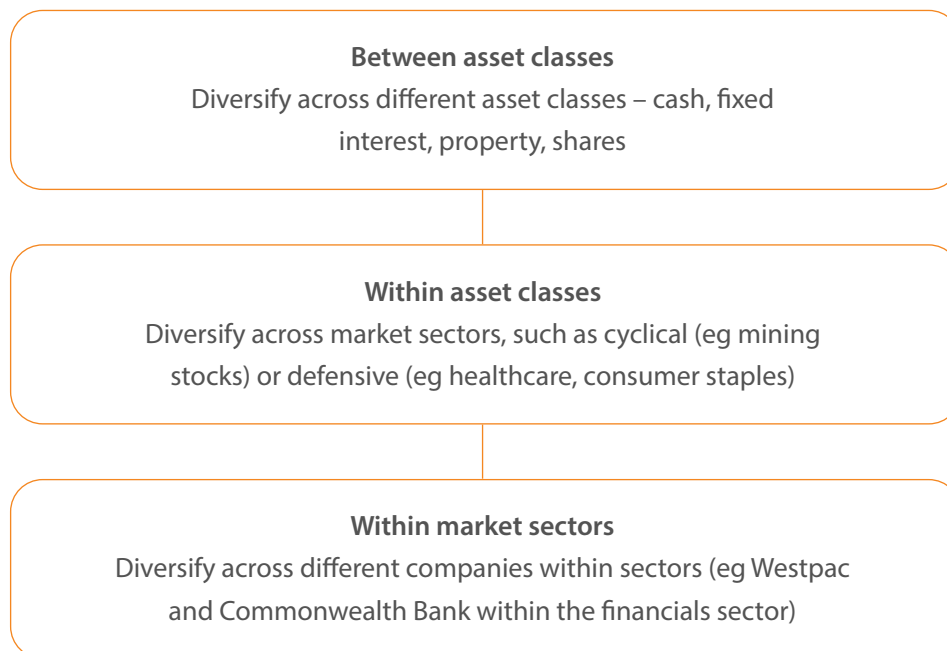 Between asset classes
Diversify across different asset classes – cash, fixed
interest, property, shares
Within asset classes
Diversify across market sectors, such as cyclical (eg mining
stocks) or defensive (eg healthcare, consumer staples)
Within market sectors
Diversify across different companies within sectors (eg Westpac
and Commonwealth Bank within the financials sector)